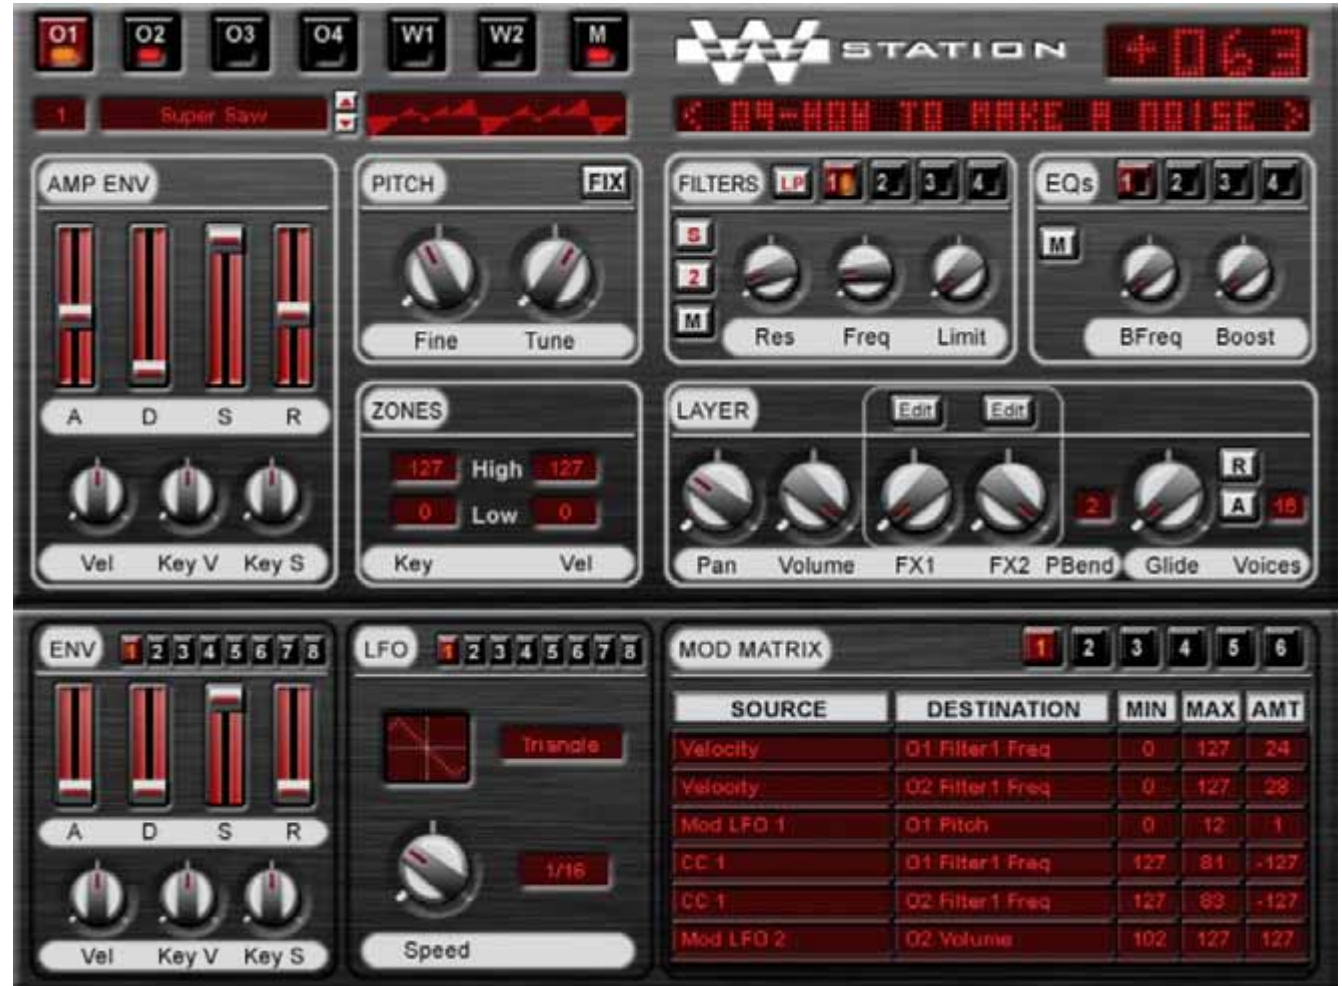 O1 O2 O3 O4 W1 W2 M
W STATION
+063
1 Super Saw
< 04-HOW TO MAKE A NOISE >
AMP ENV
A D S R
Vel Key V Key S
PITCH FIX
Fine Tune
FILTERS LP 1 2 3 4
S
2
M
Res Freq Limit
EQs 1 2 3 4
M
BFreq Boost
ZONES
127 High 127
0 Low 0
Key Vel
LAYER Edit Edit
R
2 A 16
Pan Volume FX1 FX2 PBend Glide Voices
ENV 1 2 3 4 5 6 7 8
A D S R
Vel Key V Key S
LFO 1 2 3 4 5 6 7 8
Triangle
1/16
Speed
MOD MATRIX 1 2 3 4 5 6
SOURCE DESTINATION MIN MAX AMT
Velocity O1 Filter1 Freq 0 127 24
Velocity O2 Filter1 Freq 0 127 28
Mod LFO 1 O1 Pitch 0 12 1
CC 1 O1 Filter1 Freq 127 81 -127
CC 1 O2 Filter1 Freq 127 83 -127
Mod LFO 2 O2 Volume 102 127 127